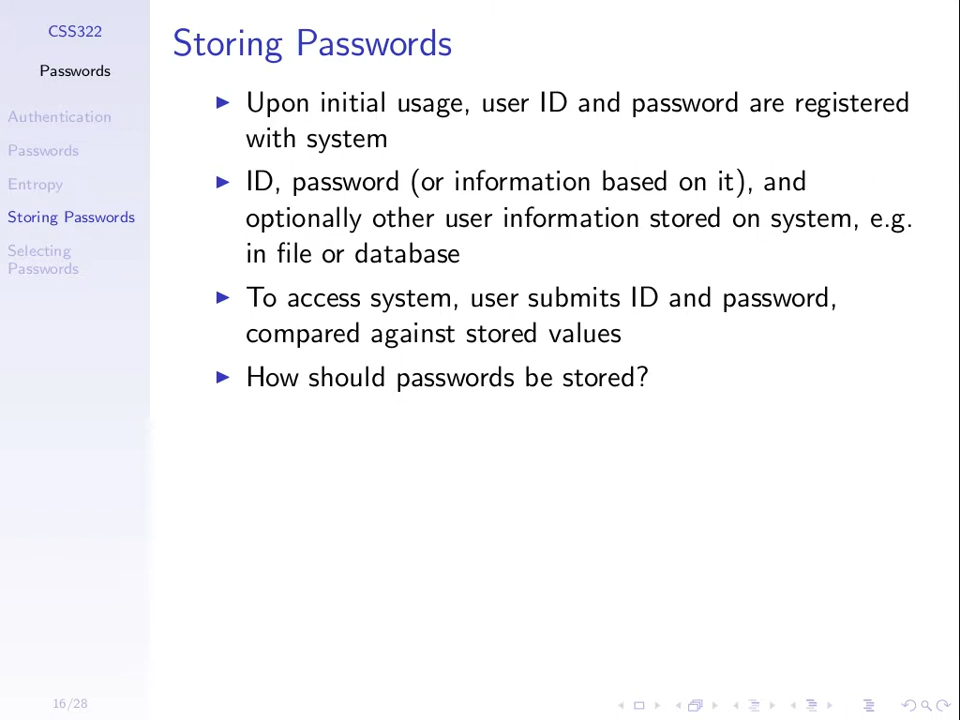 CSS322
Passwords
Authentication
Passwords
Entropy
Storing Passwords
Selecting
Passwords
Storing Passwords
Upon initial usage, user ID and password are registered
with system
ID, password (or information based on it), and
optionally other user information stored on system, e.g.
in file or database
To access system, user submits ID and password,
compared against stored values
How should passwords be stored?
16/28